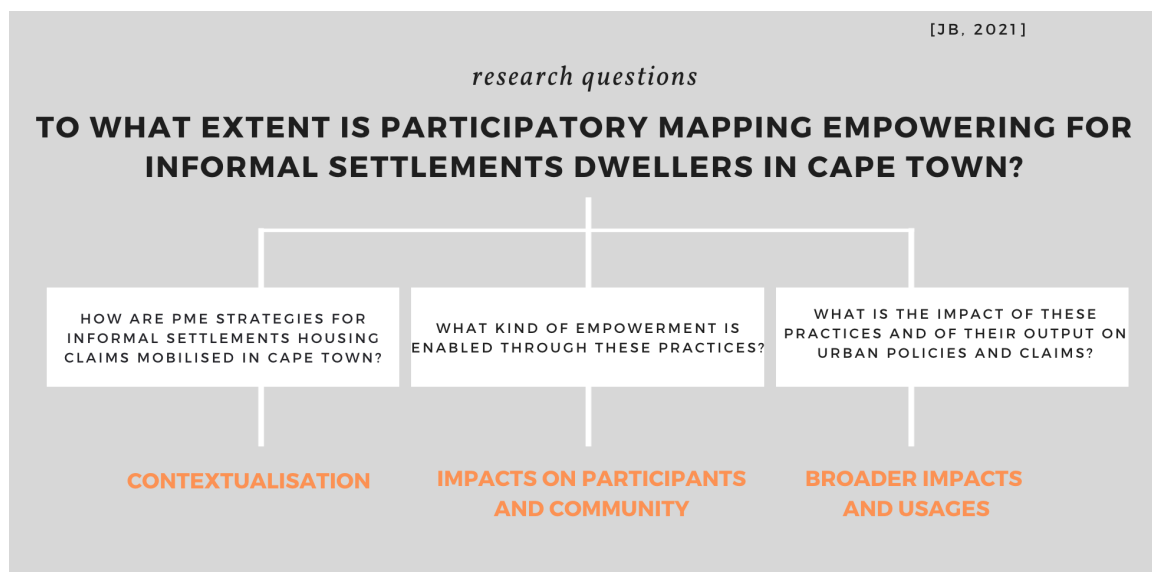 [JB, 2021]
research questions
TO WHAT EXTENT IS PARTICIPATORY MAPPING EMPOWERING FOR
INFORMAL SETTLEMENTS DWELLERS IN CAPE TOWN?
HOW ARE PME STRATEGIES FOR
INFORMAL SETTLEMENTS HOUSING
CLAIMS MOBILISED IN CAPE TOWN?
WHAT KIND OF EMPOWERMENT IS
ENABLED THROUGH THESE PRACTICES?
WHAT IS THE IMPACT OF THESE
PRACTICES AND OF THEIR OUTPUT ON
URBAN POLICIES AND CLAIMS?
CONTEXTUALISATION
IMPACTS ON PARTICIPANTS
AND COMMUNITY
BROADER IMPACTS
AND USAGES